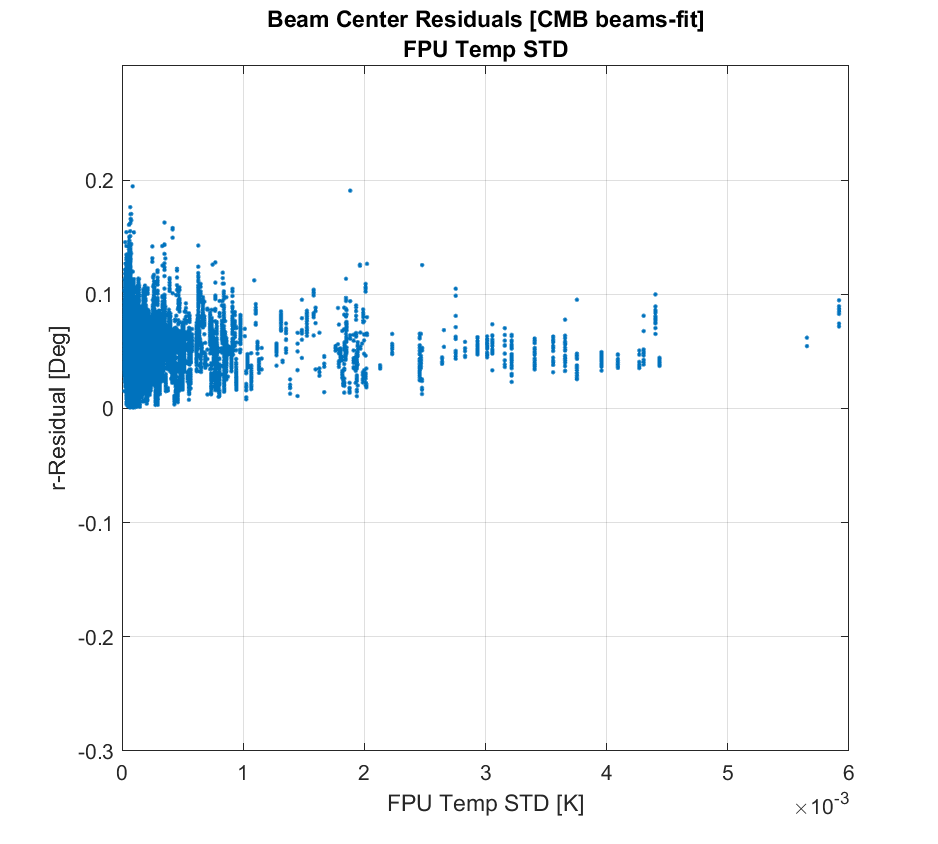 Beam Center Residuals [CMB beams-fit]
FPU Temp STD
0.2
0.1
0
-0.1
-0.2
-0.3
r-Residual [Deg]
0 1 2 3 4 5 6
FPU Temp STD [K]
×10-3